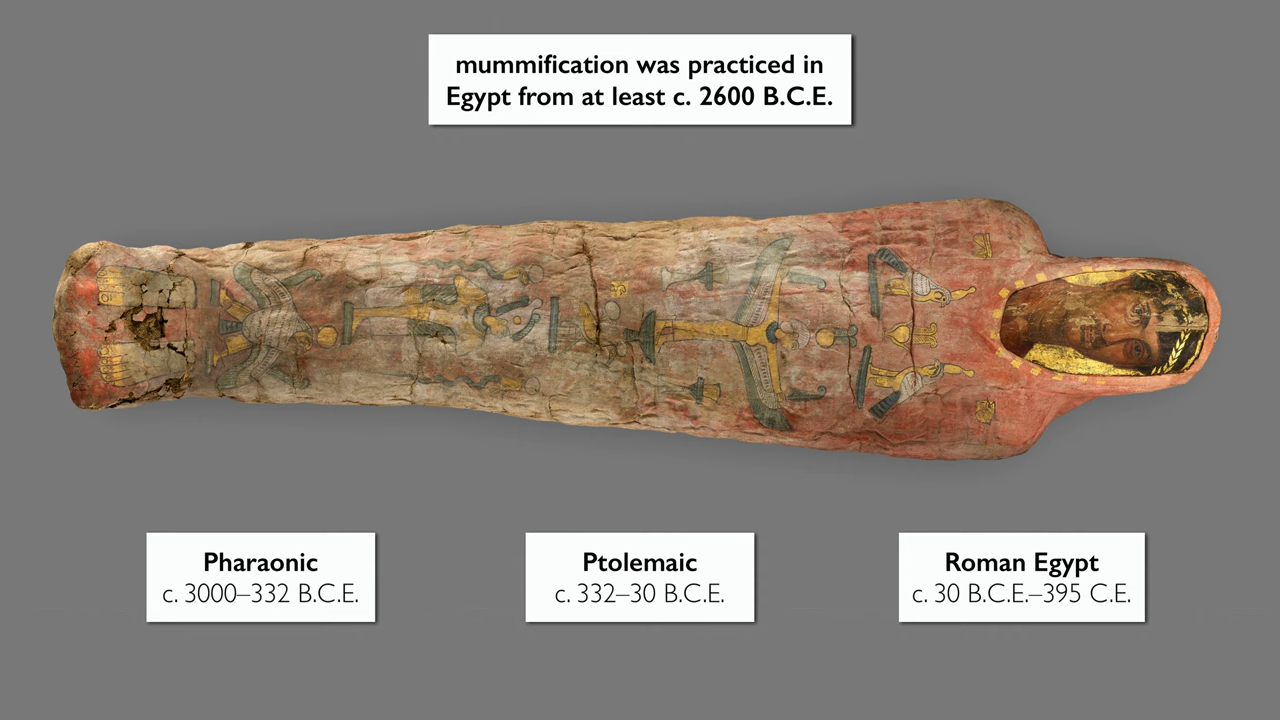 mummification was practiced in
Egypt from at least c. 2600 B.C.E.
Pharaonic
c. 3000–332 B.C.E.
Ptolemaic
c. 332–30 B.C.E.
Roman Egypt
c. 30 B.C.E.–395 C.E.